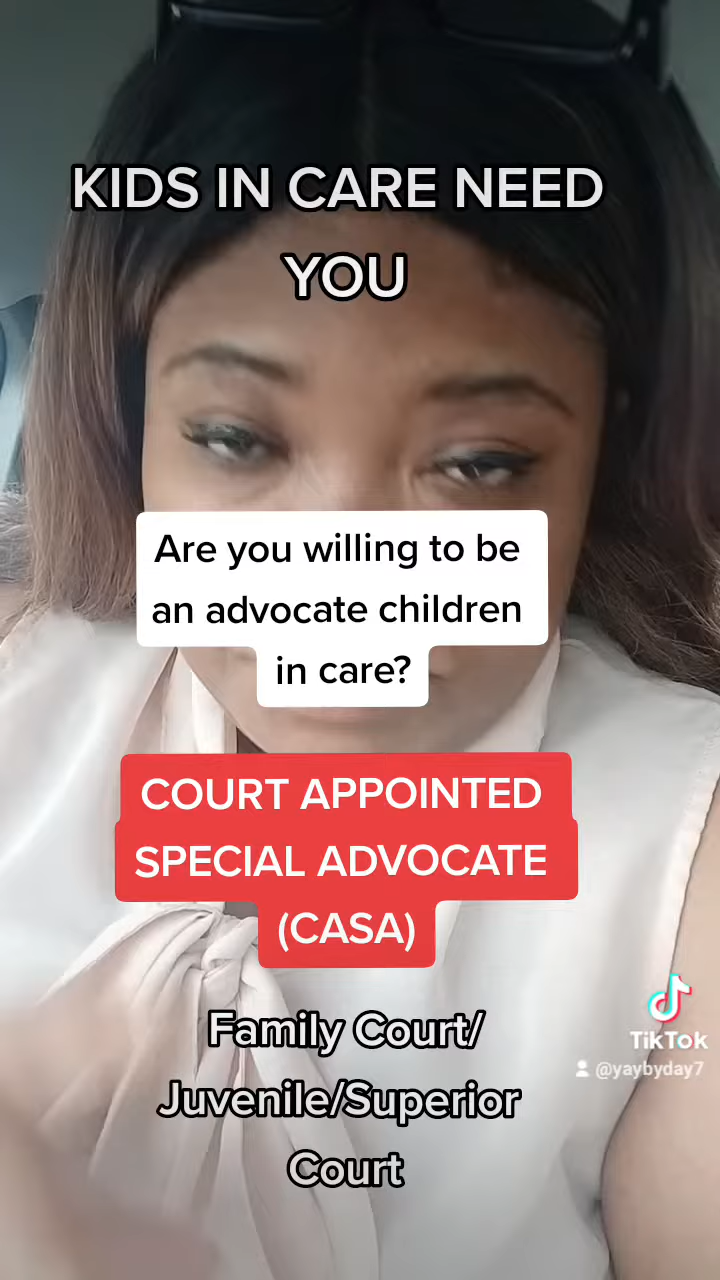 KIDS IN CARE NEED
YOU
Are you willing to be
an advocate children
in care?
COURT APPOINTED
SPECIAL ADVOCATE
(CASA)
Family Court/
Juvenile/Superior
Court
TikTok
@yaybyday7